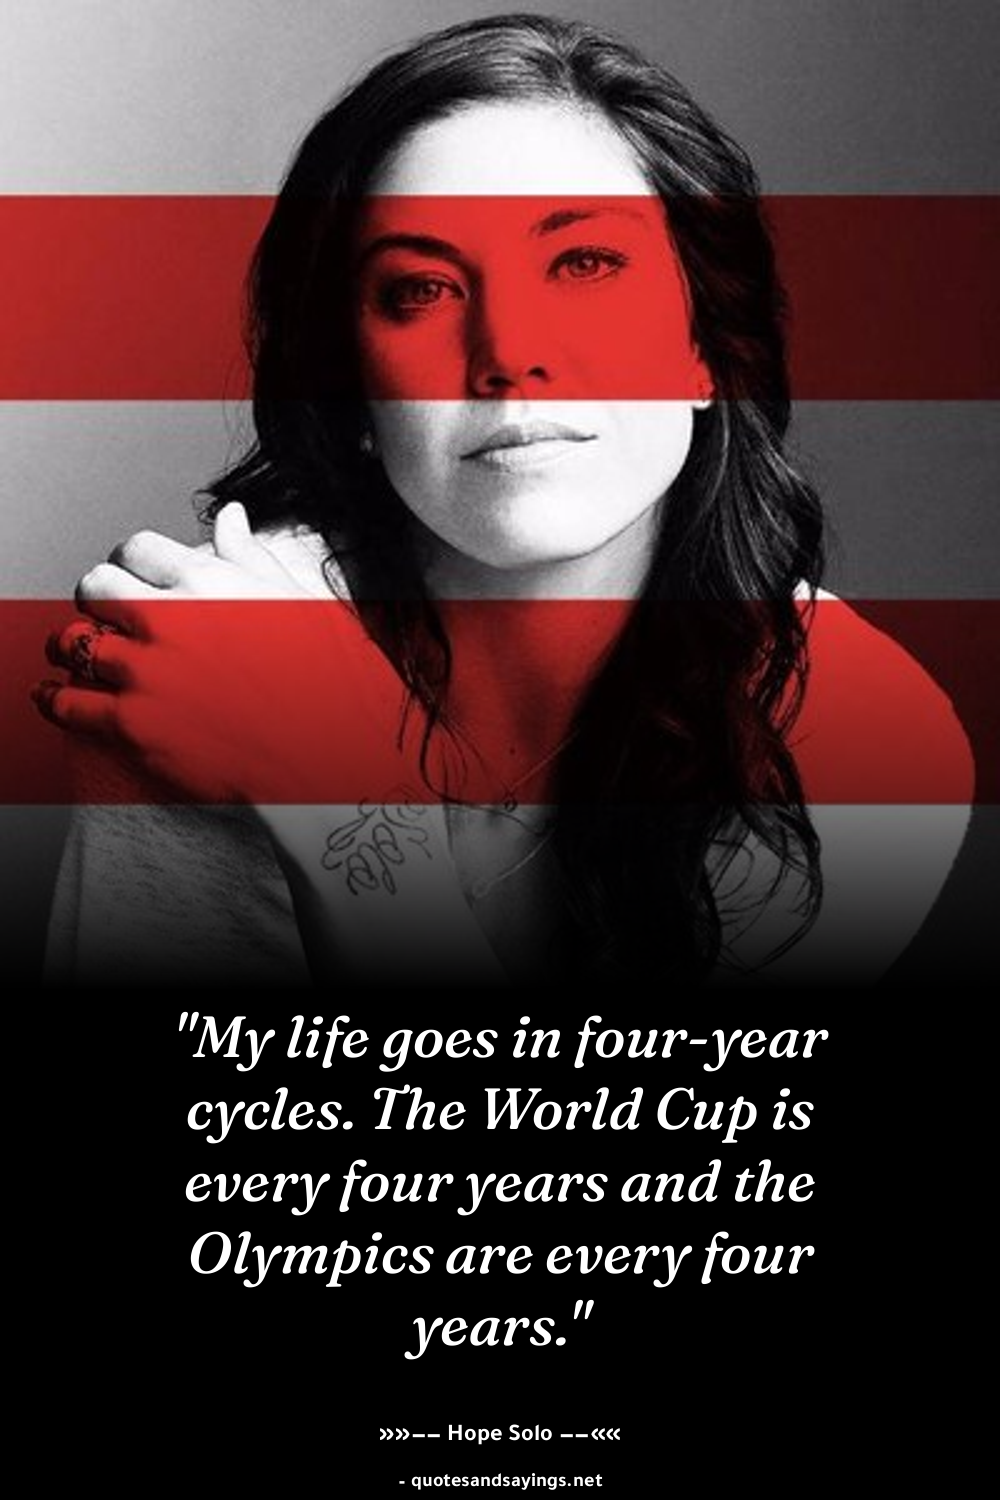 "My life goes in four-year
cycles. The World Cup is
every four years and the
Olympics are every four
years."
»»–– Hope Solo ––««
- quotesandsayings.net